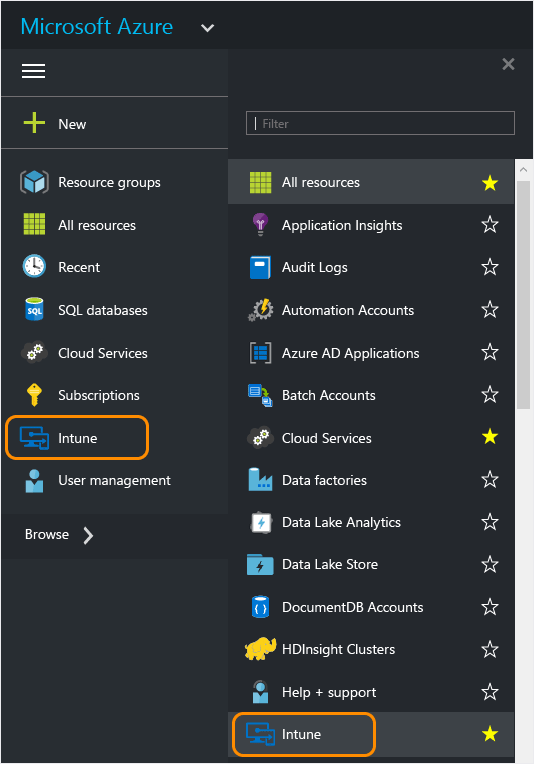 Microsoft Azure
New
Resource groups
All resources
Recent
SQL databases
SQL
Cloud Services
Subscriptions
Intune
User management
Browse
Filter
All resources
Application Insights
Audit Logs
Automation Accounts
Azure AD Applications
Batch Accounts
Cloud Services
Data factories
Data Lake Analytics
Data Lake Store
DocumentDB Accounts
HDInsight Clusters
Help + support
Intune